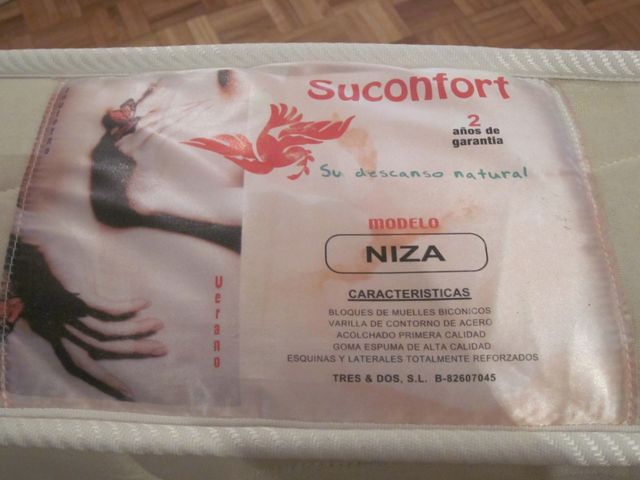 Suconfort
2
años de
garantia
Su descanso natural
MODELO
NIZA
Verano
CARACTERISTICAS
BLOQUES DE MUELLES BICONICOS
VARILLA DE CONTORNO DE ACERO
ACOLCHADO PRIMERA CALIDAD
GOMA ESPUMA DE ALTA CALIDAD
ESQUINAS Y LATERALES TOTALMENTE REFORZADOS
TRES & DOS, S.L. B-82607045